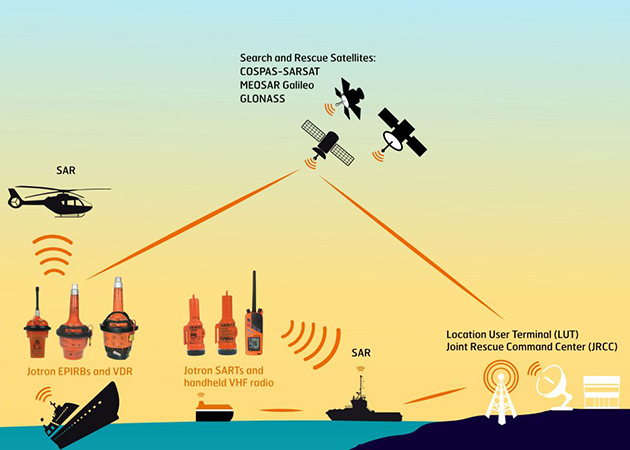 Search and Rescue Satellites:
COSPAS-SARSAT
MEOSAR Galileo
GLONASS
SAR
Jotron EPIRBs and VDR
Jotron SARTs and
handheld VHF radio
SAR
Location User Terminal (LUT)
Joint Rescue Command Center (JRCC)